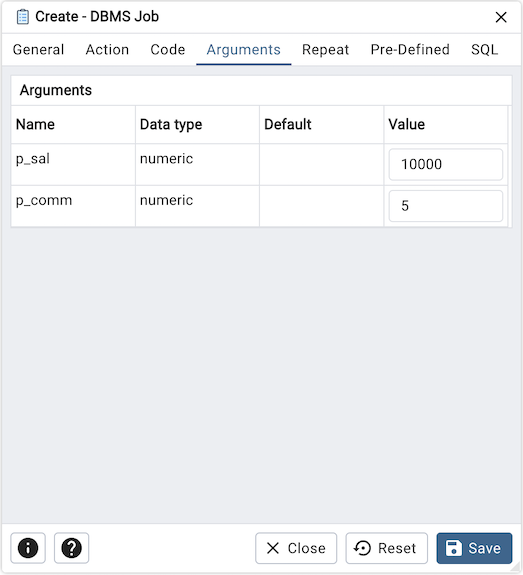 Create - DBMS Job
General Action Code Arguments Repeat Pre-Defined SQL
Arguments
Name Data type Default Value
p_sal numeric 10000
p_comm numeric 5
Close Reset Save